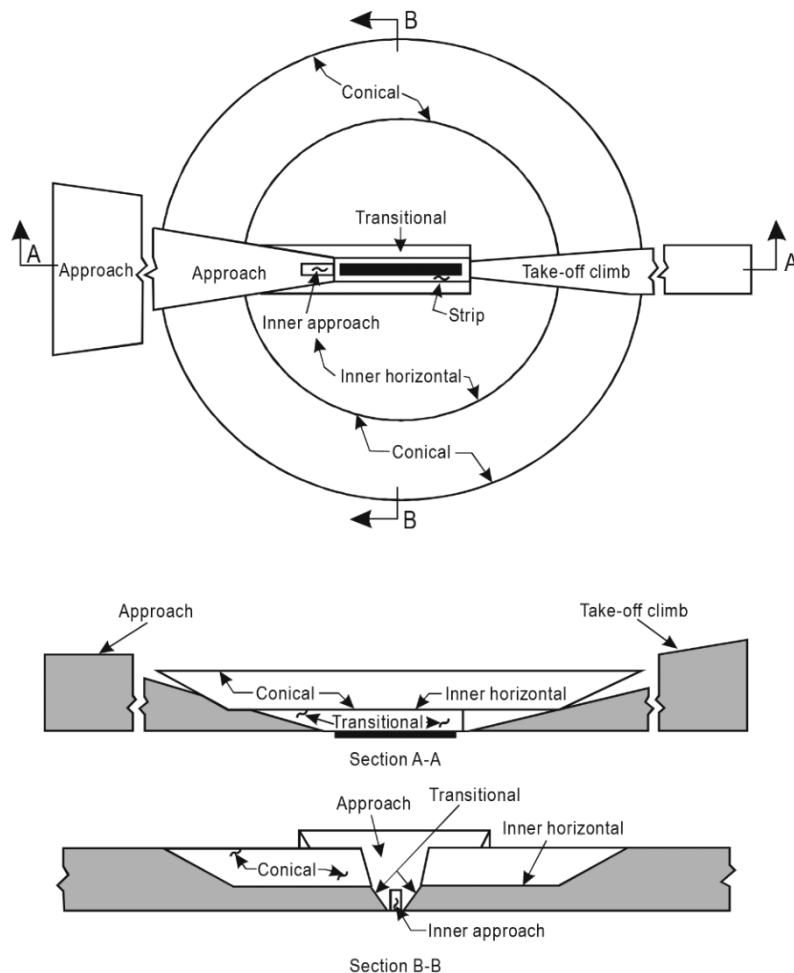 B
Conical
Transitional
A
Approach
Approach
Take-off climb
A
Inner approach
Strip
Inner horizontal
Conical
B
Approach
Take-off climb
Conical
Inner horizontal
Transitional
Section A-A
Transitional
Approach
Inner horizontal
Conical
Inner approach
Section B-B